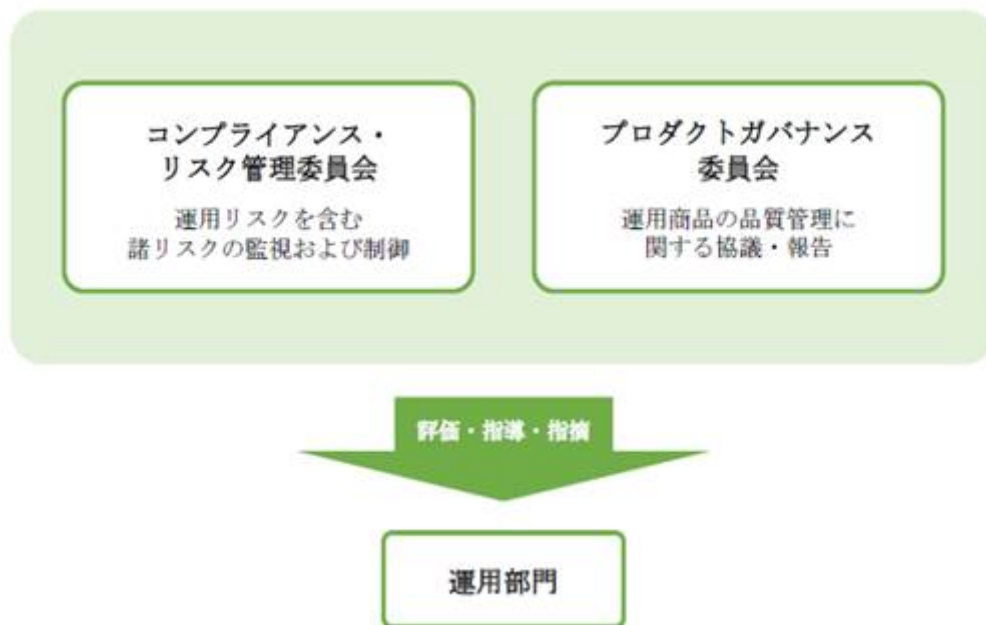 コンプライアンス・
リスク管理委員会
運用リスクを含む
諸リスクの監視および制御
プロダクトガバナンス
委員会
運用商品の品質管理に
関する協議・報告
評価・指導・指摘
運用部門